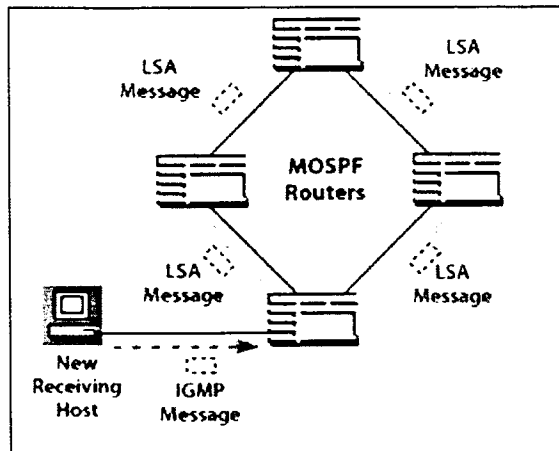 LSA
Message
LSA
Message
MOSPF
Routers
LSA
Message
LSA
Message
New
Receiving
Host
IGMP
Message